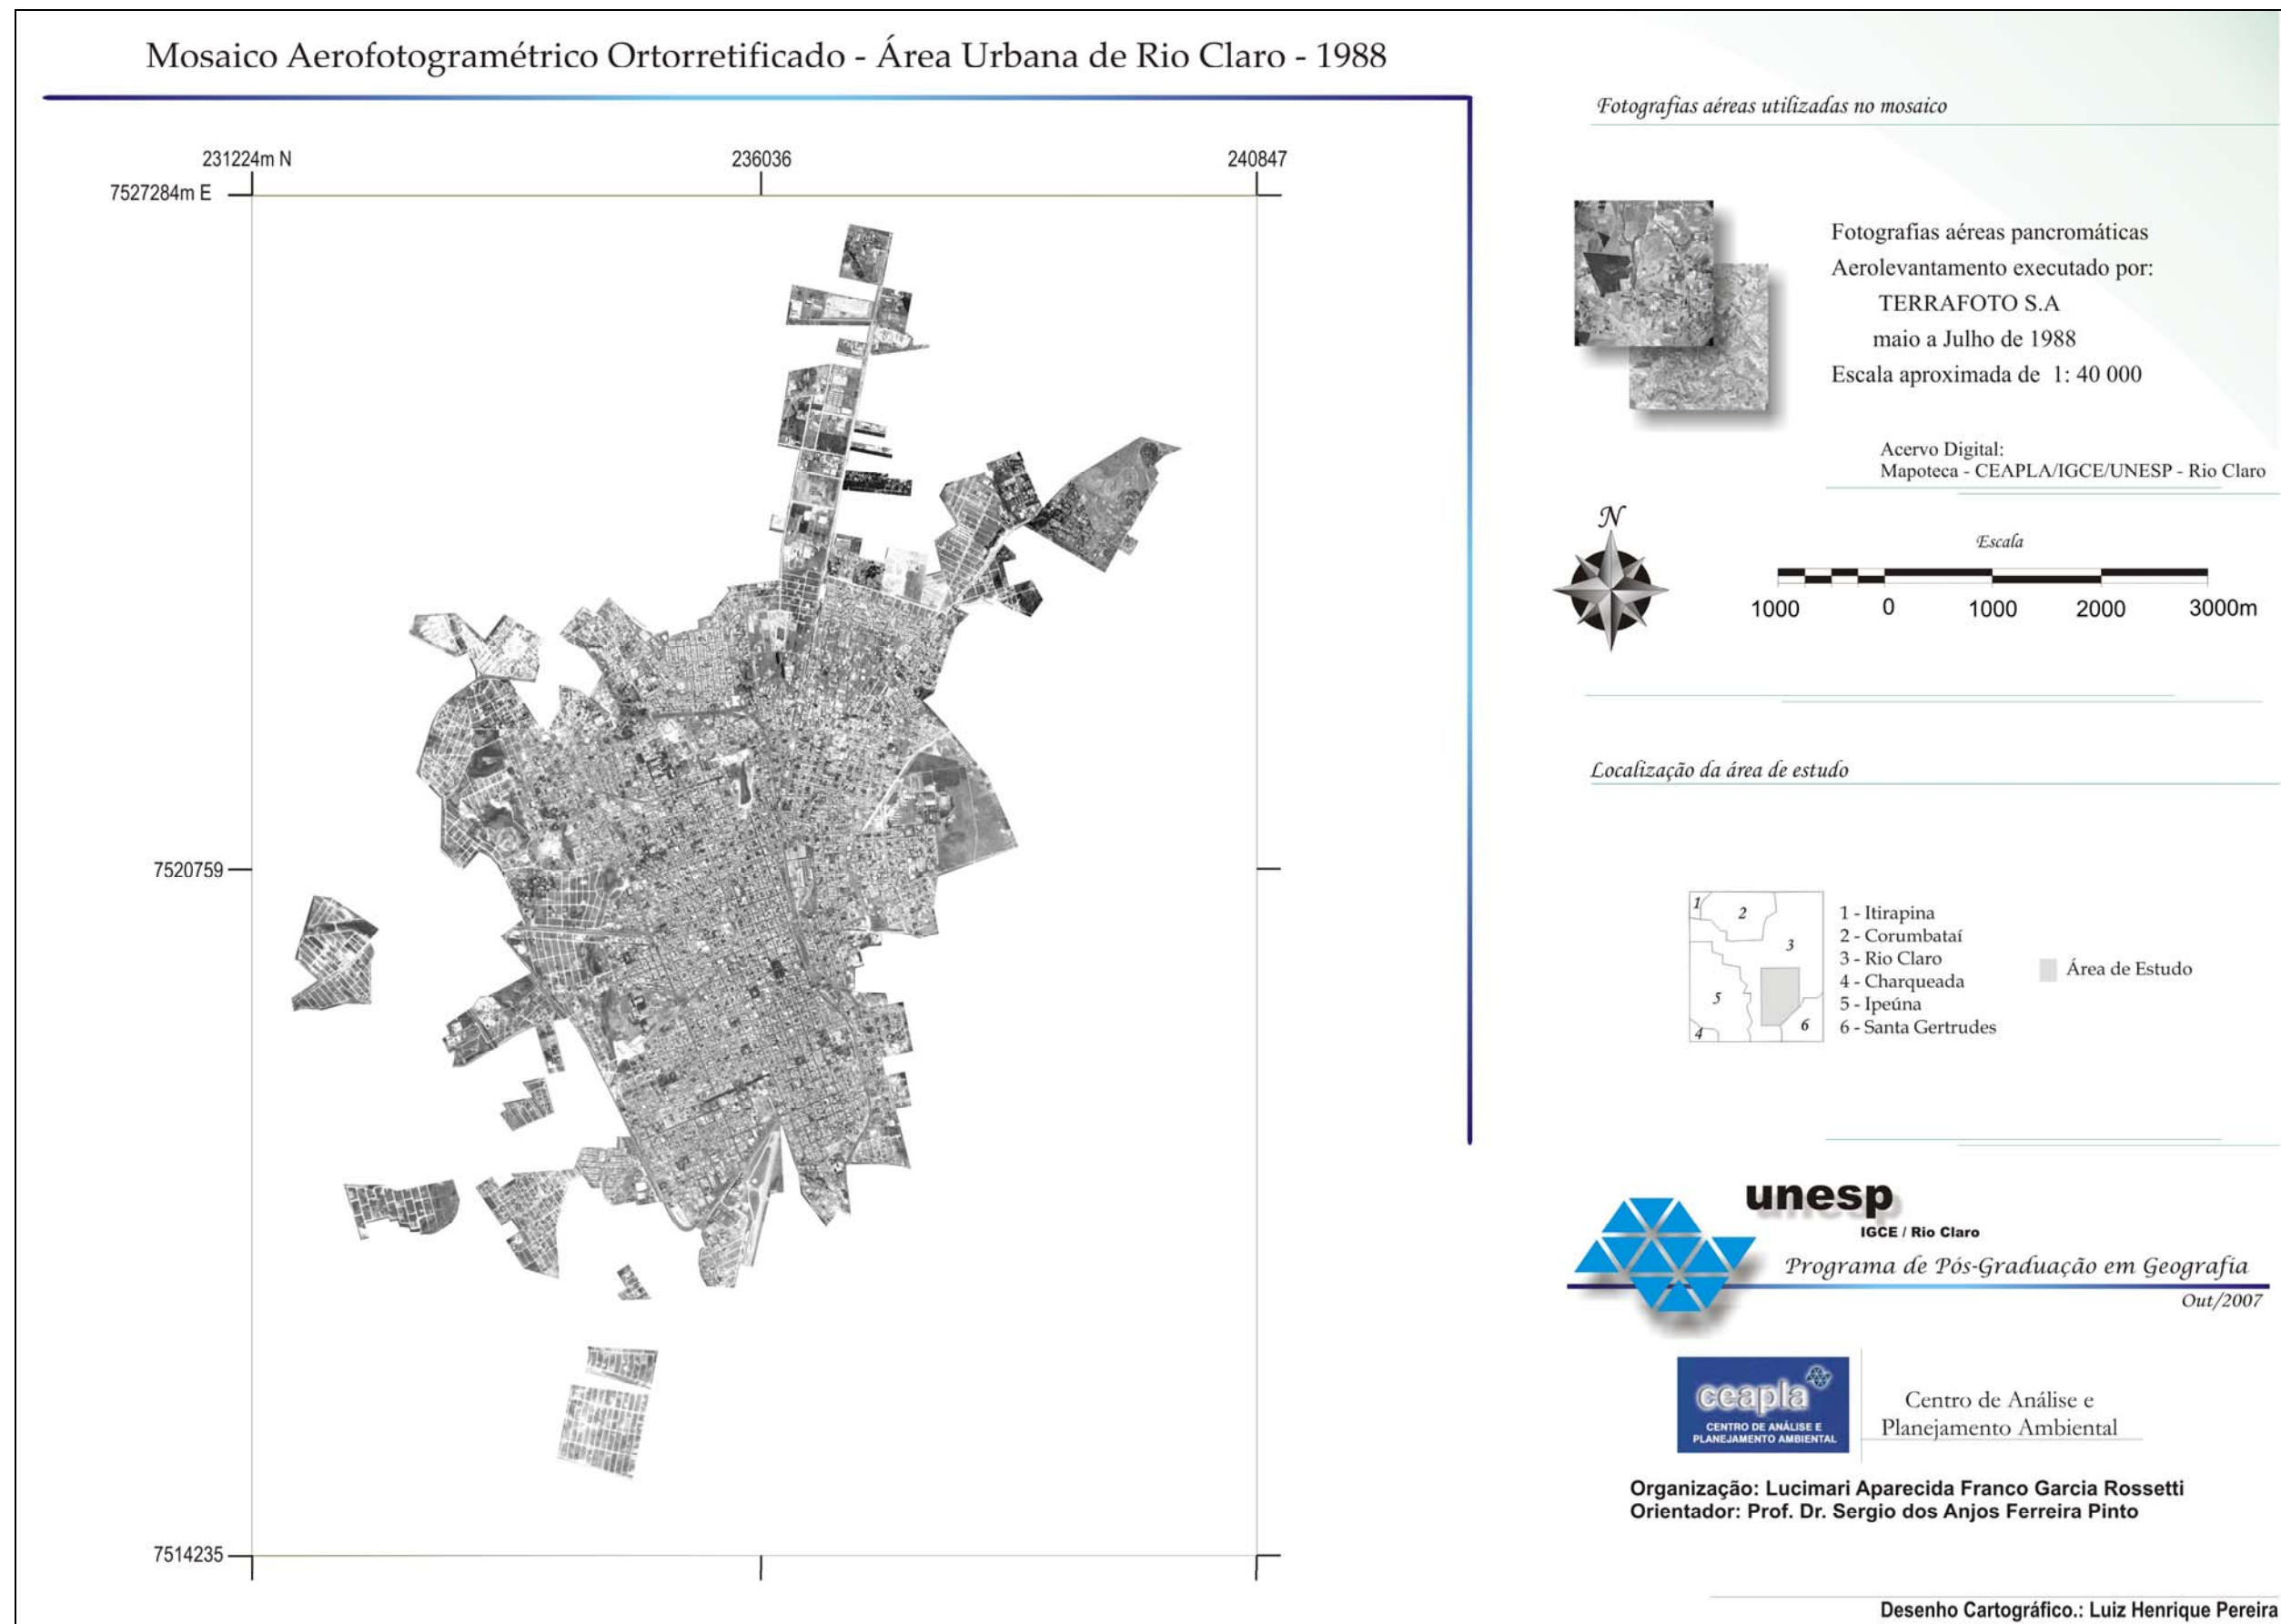 Mosaico Aerofotogramétrico Ortorretificado - Área Urbana de Rio Claro - 1988
231224m N
236036
240847
7527284m E
7520759
7514235
Fotografias aéreas utilizadas no mosaico
Fotografias aéreas pancromáticas
Aerolevantamento executado por:
TERRAFOTO S.A
maio a Julho de 1988
Escala aproximada de 1: 40 000
Acervo Digital:
Mapoteca - CEAPLA/IGCE/UNESP - Rio Claro
N
Escala
1000 0 1000 2000 3000m
Localização da área de estudo
1
2
3
5
4
6
1 - Itirapina
2 - Corumbataí
3 - Rio Claro
4 - Charqueada
5 - Ipeúna
6 - Santa Gertrudes
Área de Estudo
unesp
IGCE / Rio Claro
Programa de Pós-Graduação em Geografia
Out/2007
ceapla
CENTRO DE ANÁLISE E
PLANEJAMENTO AMBIENTAL
Centro de Análise e
Planejamento Ambiental
Organização: Lucimari Aparecida Franco Garcia Rossetti
Orientador: Prof. Dr. Sergio dos Anjos Ferreira Pinto
Desenho Cartográfico.: Luiz Henrique Pereira